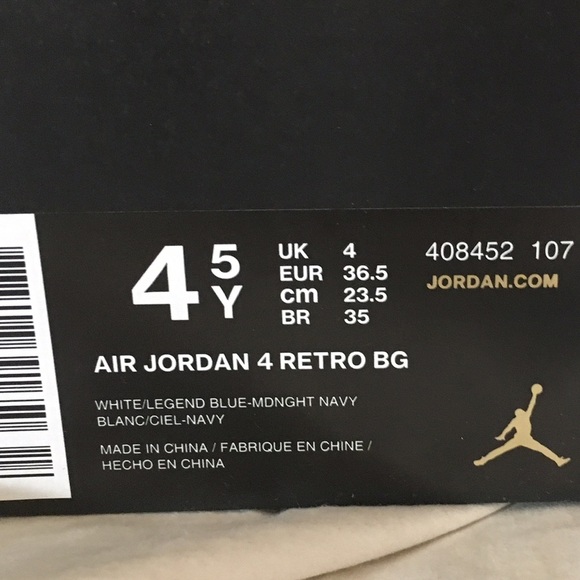 4 5 Y
UK 4
EUR 36.5
cm 23.5
BR 35
408452 107
JORDAN.COM
AIR JORDAN 4 RETRO BG
WHITE/LEGEND BLUE-MDNGHT NAVY
BLANC/CIEL-NAVY
MADE IN CHINA / FABRIQUE EN CHINE /
HECHO EN CHINA